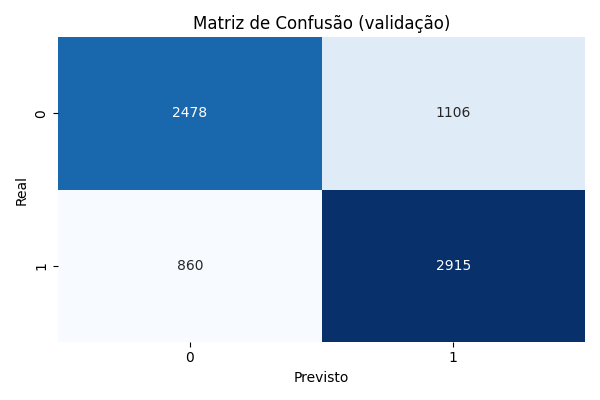 Matriz de Confusão (validação)
Real
0
2478
1106
1
860
2915
0
1
Previsto